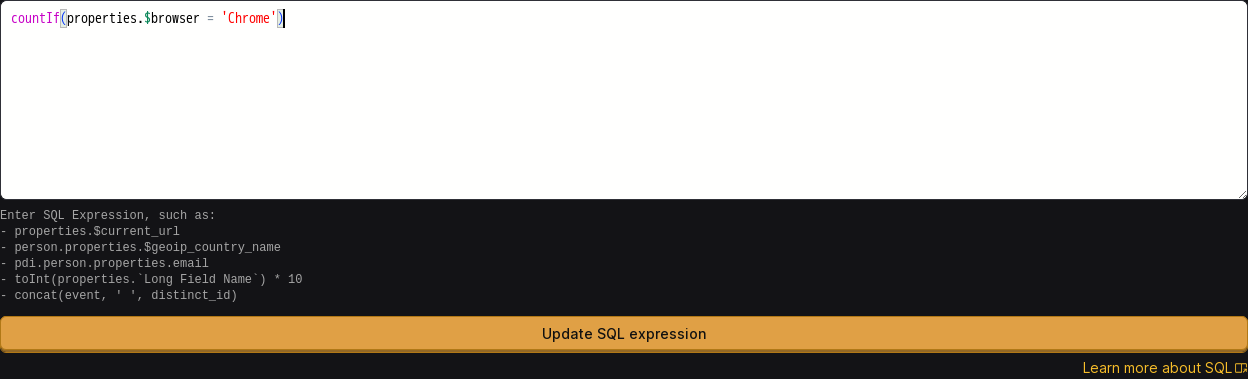 countIf(properties.$browser = 'Chrome')
Enter SQL Expression, such as:
- properties.$current_url
- person.properties.$geoip_country_name
- pdi.person.properties.email
- toInt(properties.`Long Field Name`) * 10
- concat(event, ' ', distinct_id)
Update SQL expression
Learn more about SQL